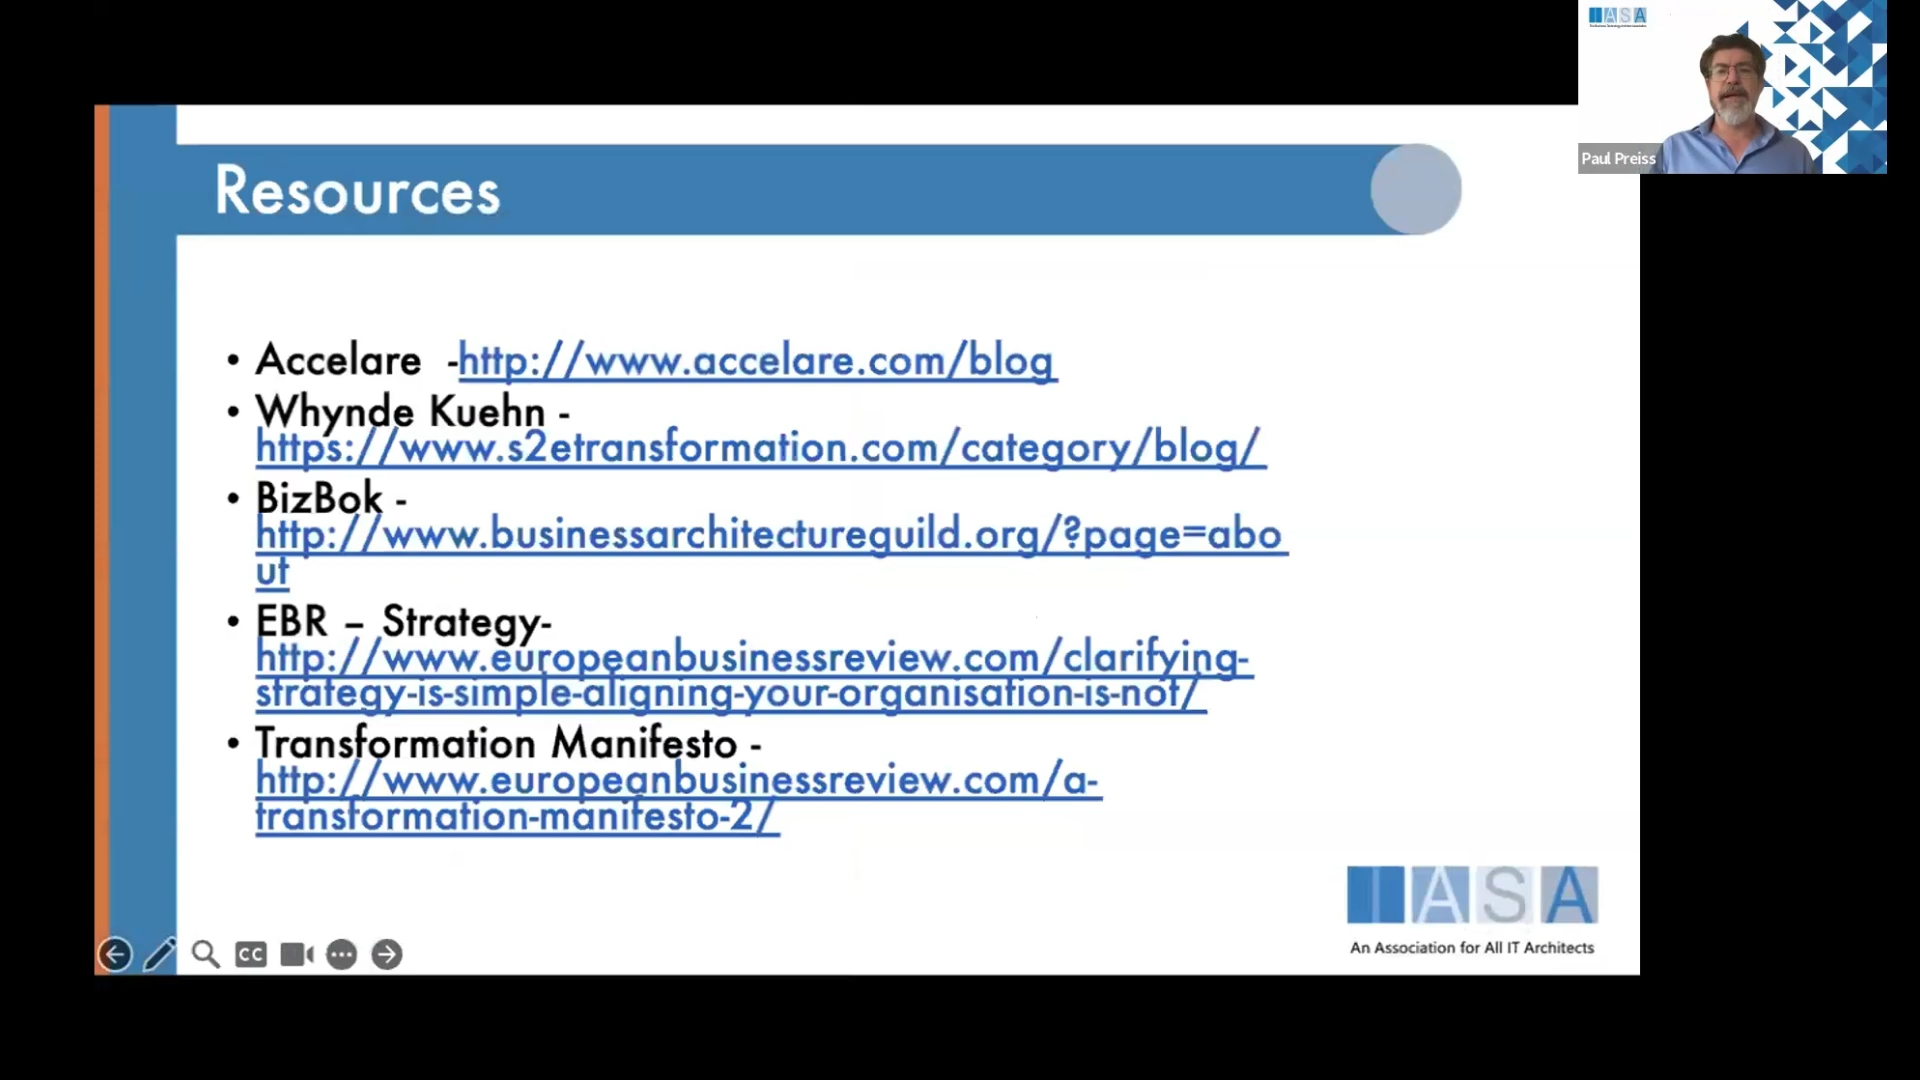 IASA
Paul Preiss
Resources
• Accelare -http://www.accelare.com/blog
• Whynde Kuehn -
https://www.s2etransformation.com/category/blog/
• BizBok -
http://www.businessarchitectureguild.org/?page=abo
ut
• EBR – Strategy-
http://www.europeanbusinessreview.com/clarifying-
strategy-is-simple-aligning-your-organisation-is-not/
• Transformation Manifesto -
http://www.europeanbusinessreview.com/a-
transformation-manifesto-2/
IASA
An Association for All IT Architects
CC